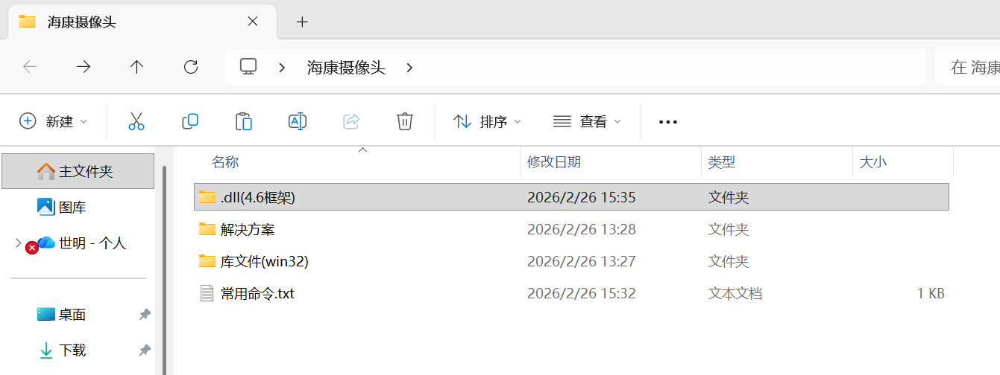 海康摄像头
海康摄像头
在 海康
新建
排序
查看
名称 修改日期 类型 大小
主文件夹
图库
世明 - 个人
桌面
下载
.dll(4.6框架) 2026/2/26 15:35 文件夹
解决方案 2026/2/26 13:28 文件夹
库文件(win32) 2026/2/26 13:27 文件夹
常用命令.txt 2026/2/26 15:32 文本文档 1 KB